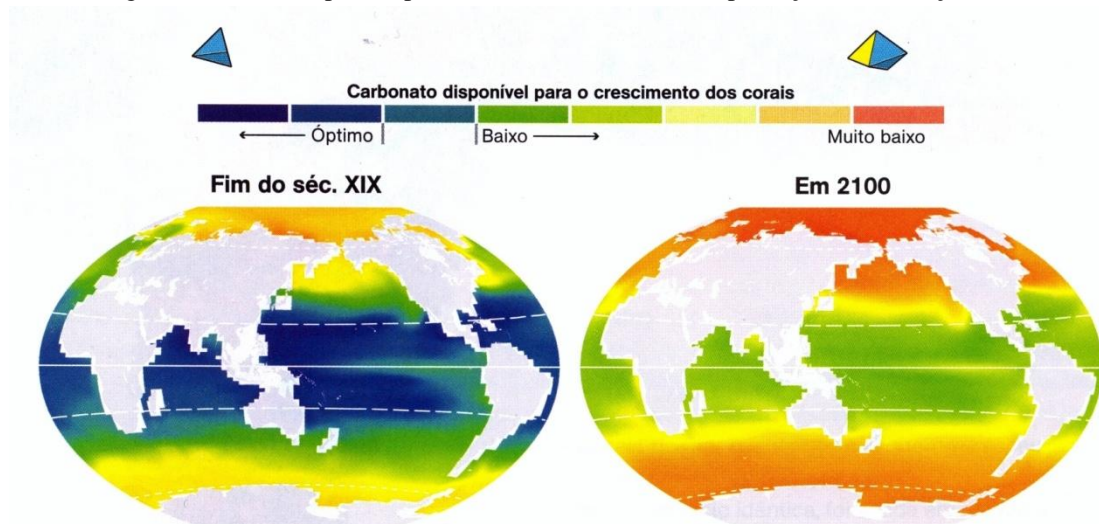 Carbonato disponível para o crescimento dos corais
Óptimo
Baixo
Muito baixo
Fim do séc. XIX
Em 2100